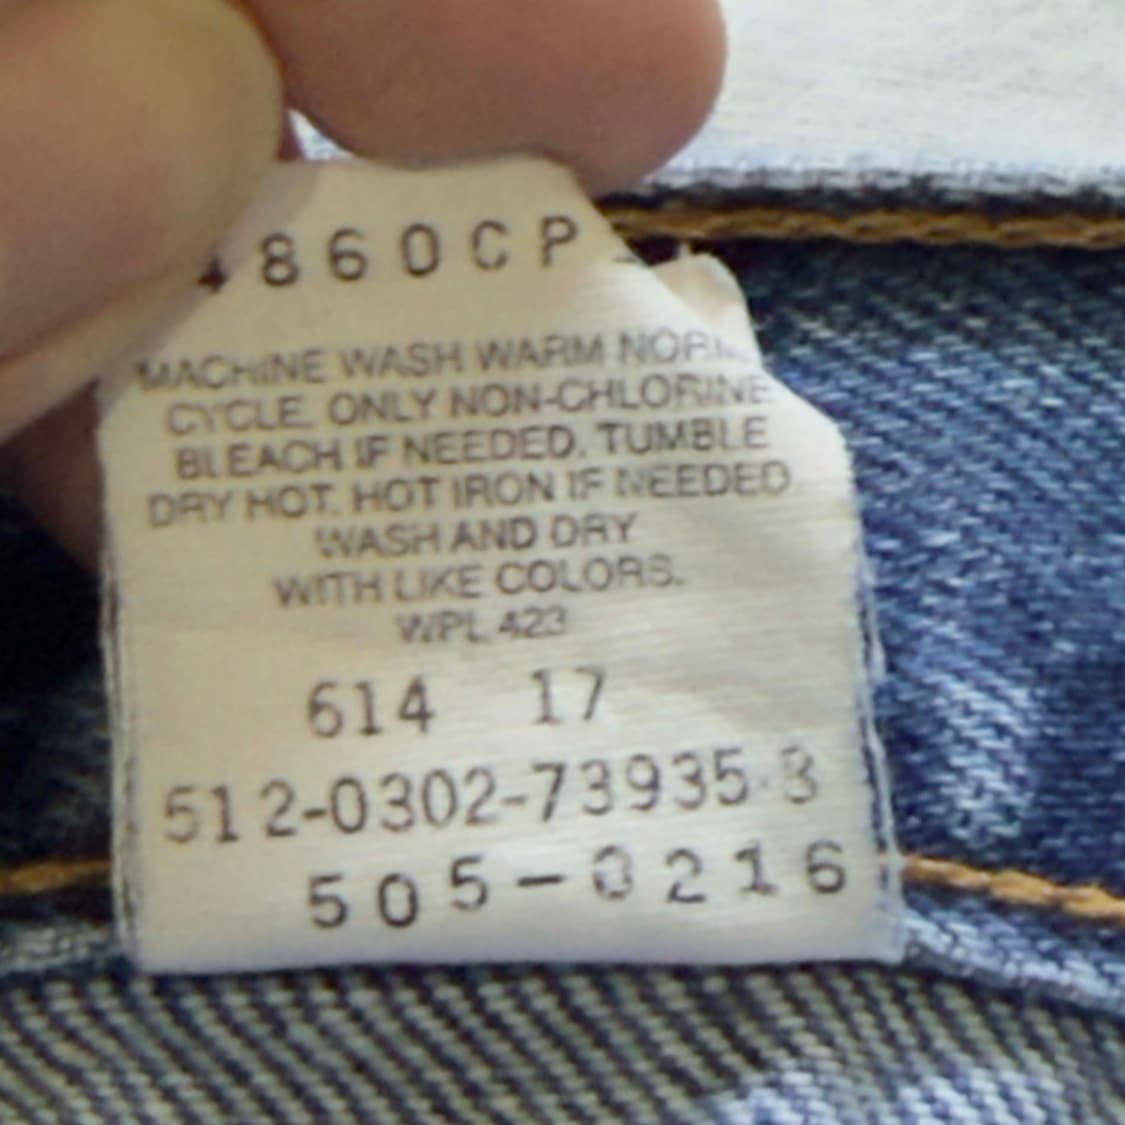 860CP
MACHINE WASH WARM
CYCLE. ONLY NON-CHLORINE
BLEACH IF NEEDED. TUMBLE
DRY HOT. HOT IRON IF NEEDED
WASH AND DRY
WITH LIKE COLORS.
WPL 423
614 17
512-0302-73935 3
505-0216